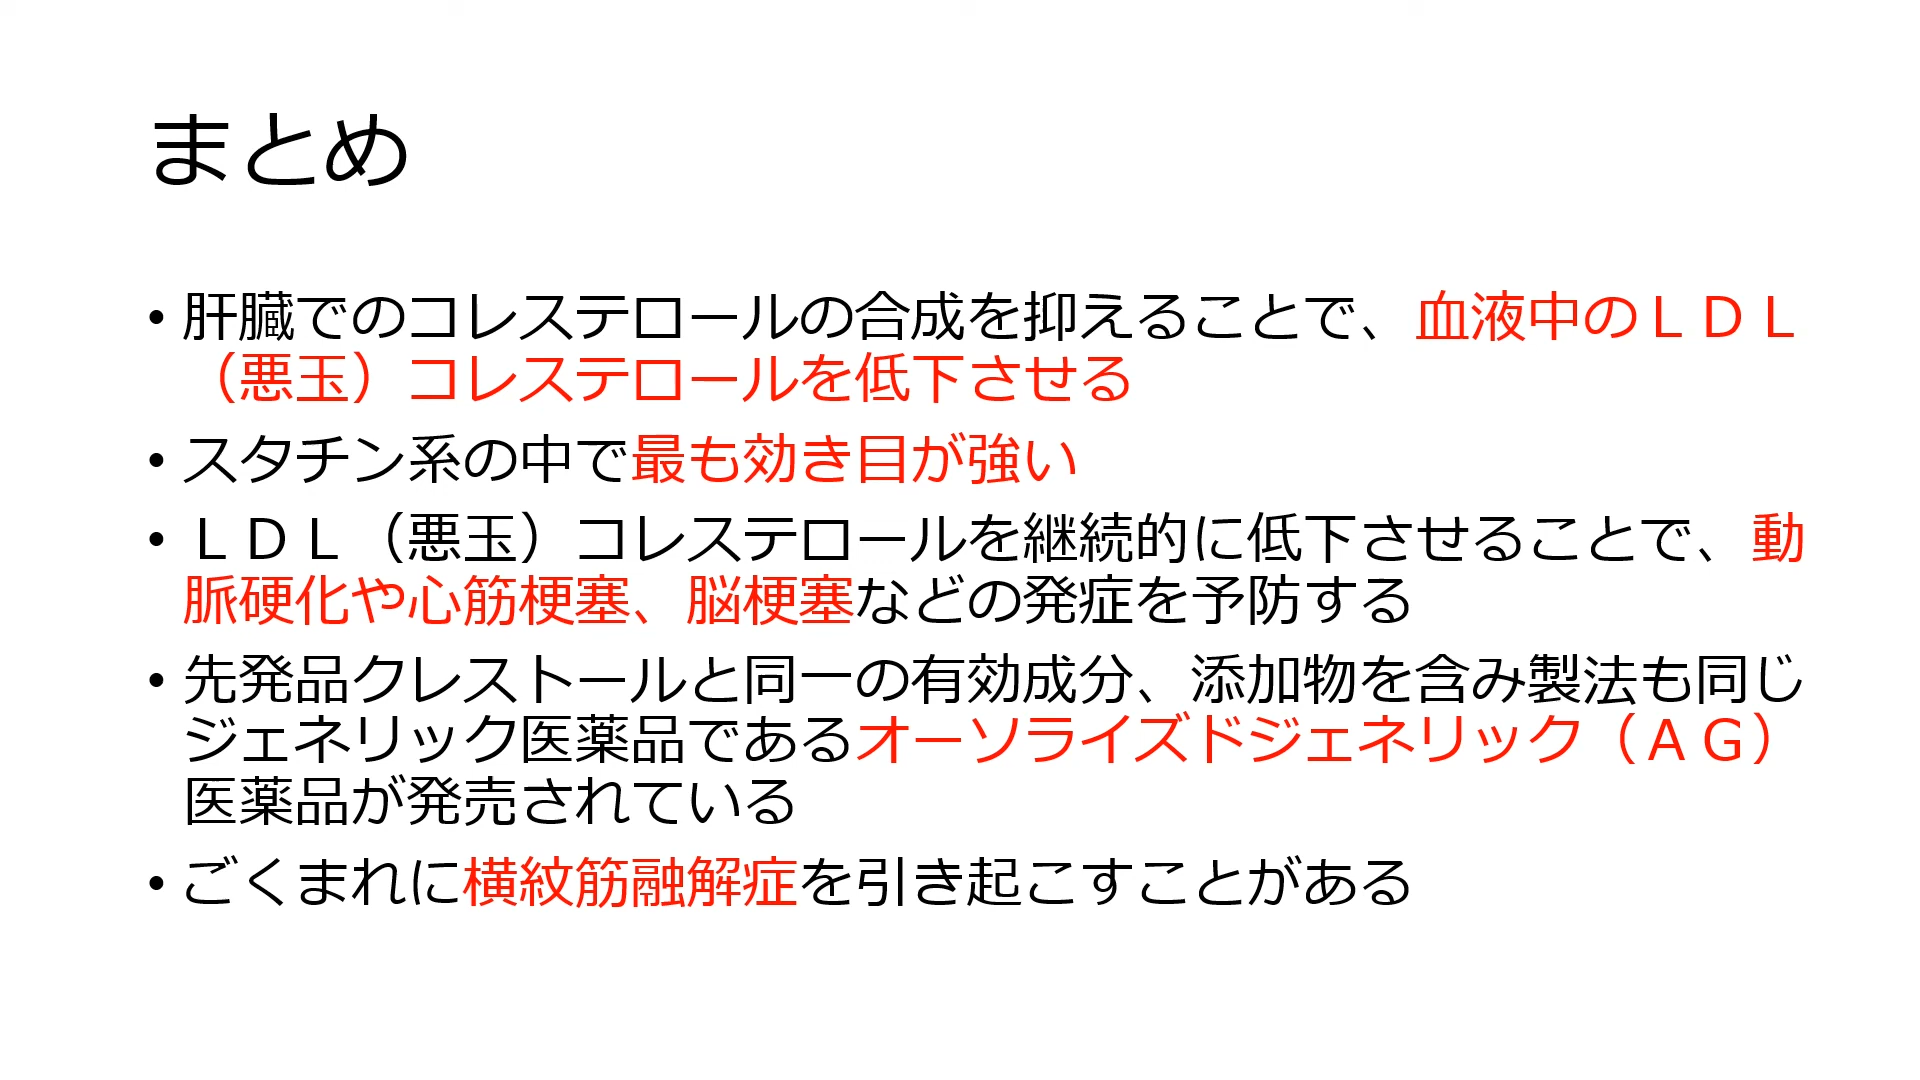 まとめ
• 肝臓でのコレステロールの合成を抑えることで、血液中のＬＤＬ
（悪玉）コレステロールを低下させる
• スタチン系の中で最も効き目が強い
• ＬＤＬ（悪玉）コレステロールを継続的に低下させることで、動
脈硬化や心筋梗塞、脳梗塞などの発症を予防する
• 先発品クレストールと同一の有効成分、添加物を含み製法も同じ
ジェネリック医薬品であるオーソライズドジェネリック（ＡＧ）
医薬品が発売されている
• ごくまれに横紋筋融解症を引き起こすことがある